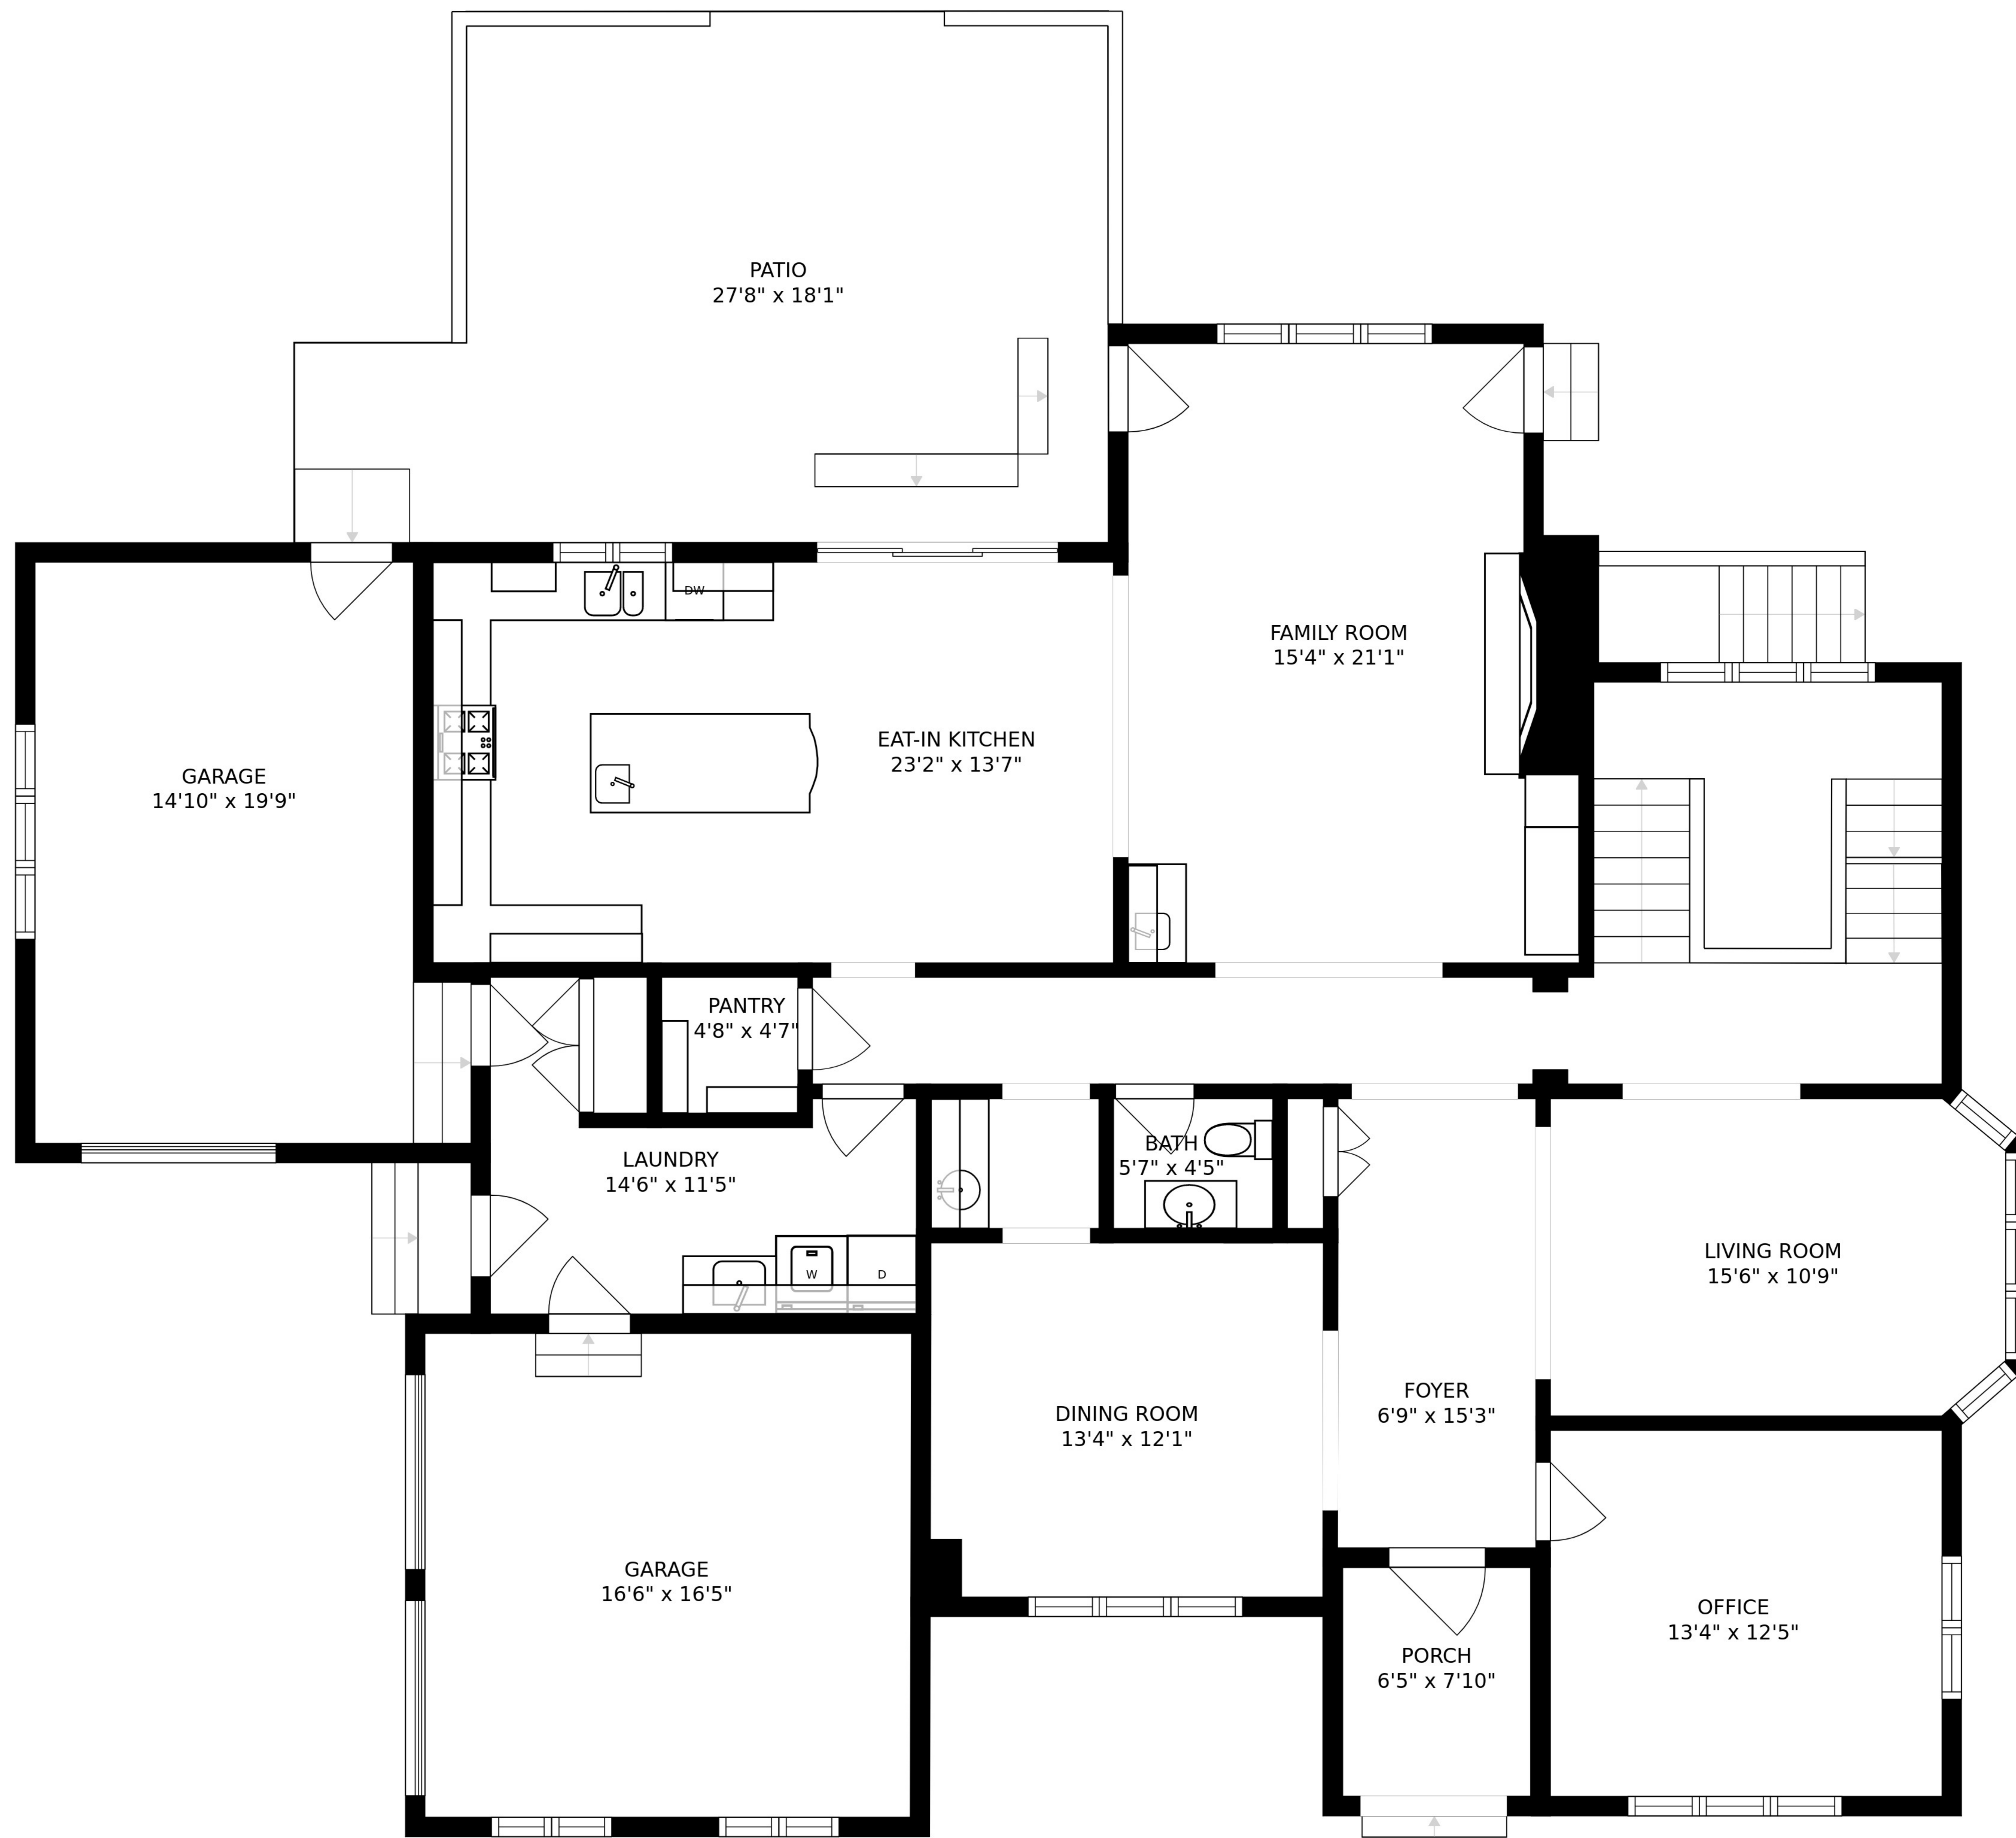 PATIO
27'8" x 18'1"
FAMILY ROOM
15'4" x 21'1"
DW
EAT-IN KITCHEN
23'2" x 13'7"
GARAGE
14'10" x 19'9"
PANTRY
4'8" x 4'7"
LAUNDRY
14'6" x 11'5"
BATH
5'7" x 4'5"
W
D
LIVING ROOM
15'6" x 10'9"
FOYER
6'9" x 15'3"
DINING ROOM
13'4" x 12'1"
GARAGE
16'6" x 16'5"
OFFICE
13'4" x 12'5"
PORCH
6'5" x 7'10"